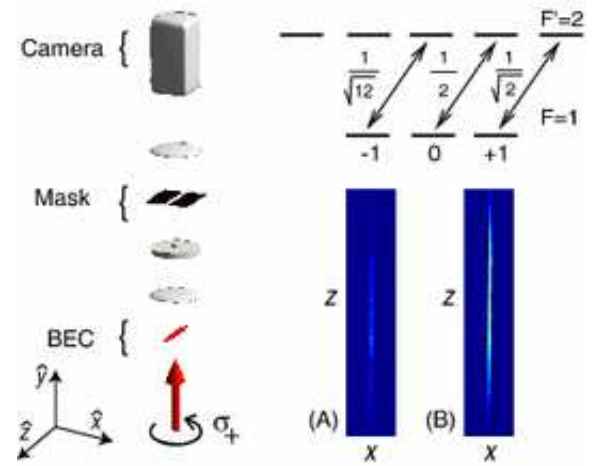 Camera {
F'=2
1/√12
1/2
1/√2
F=1
-1 0 +1
Mask {
BEC {
z
z
ŷ
x̂
ẑ
σ+
(A)
(B)
x
x